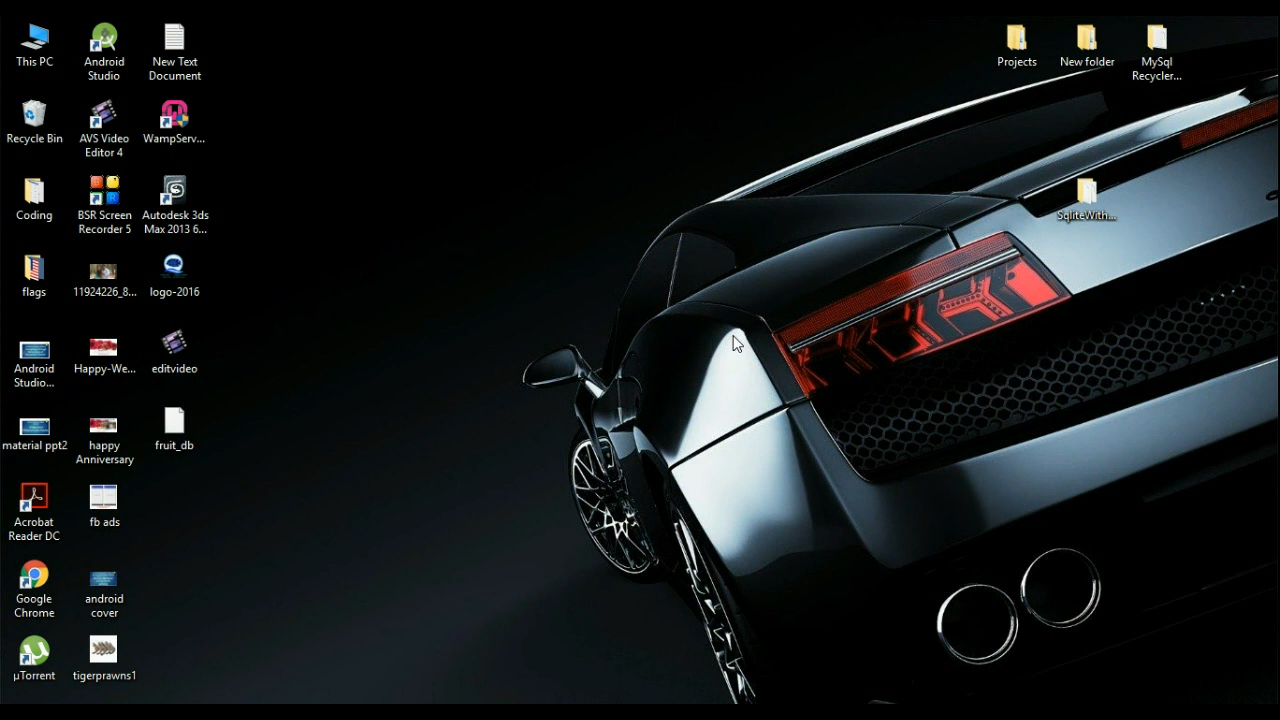 This PC
Android
Studio
New Text
Document
Projects
New folder
MySql
Recycler...
Recycle Bin
AVS Video
Editor 4
WampServ...
Coding
BSR Screen
Recorder 5
Autodesk 3ds
Max 2013 6...
SqliteWith...
flags
11924226_8...
logo-2016
Android
Studio...
Happy-We...
editvideo
material ppt2
happy
Anniversary
fruit_db
Acrobat
Reader DC
fb ads
Google
Chrome
android
cover
µTorrent
tigerprawns1